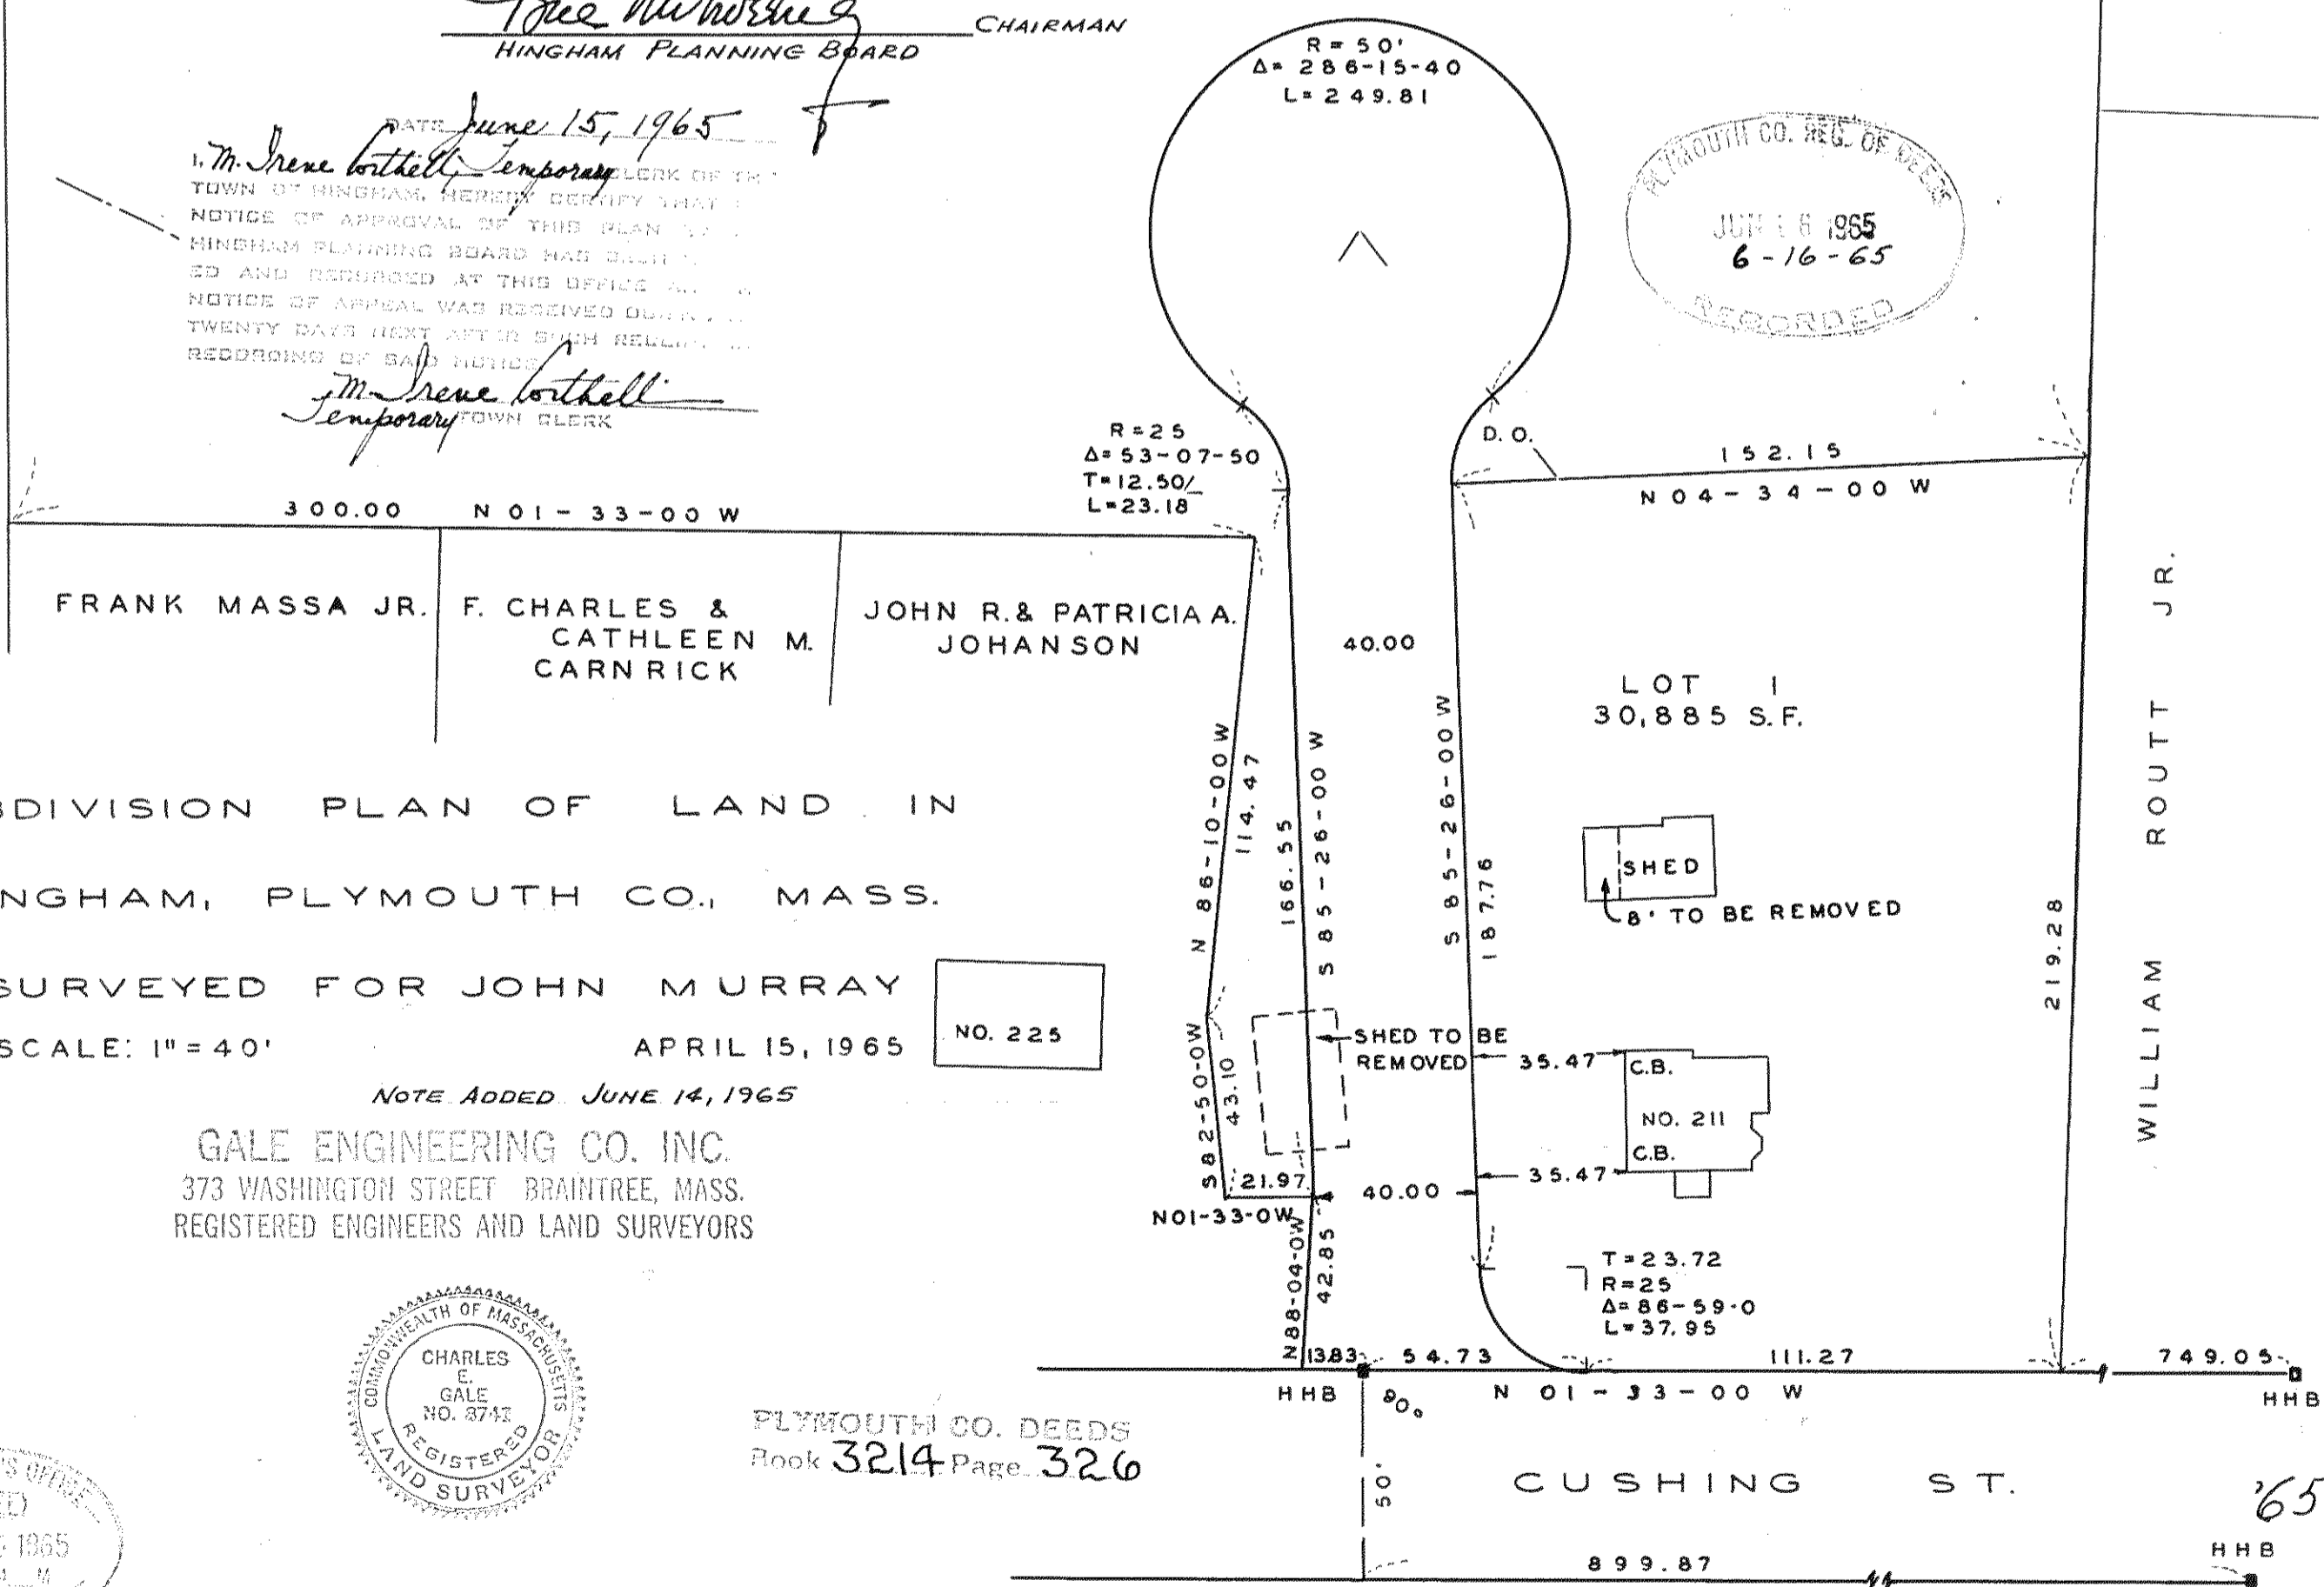 CHAIRMAN
HINGHAM PLANNING BOARD
DATE June 15, 1965
I, M. Irene Corthell, Temporary CLERK OF TH
TOWN OF HINGHAM, HEREBY CERTIFY THAT
NOTICE OF APPROVAL OF THIS PLAN
HINGHAM PLANNING BOARD HAS
ED AND RECORDED AT THIS OFFICE
NOTICE OF APPEAL WAS RECEIVED
TWENTY DAYS NEXT AFTER SUCH
RECORDING OF SAID NOTICE
M. Irene Corthell
Temporary TOWN CLERK
R = 50'
Δ= 286-15-40
L= 249.81
PLYMOUTH CO. REG. OF DEEDS
JUN 16 1965
6-16-65
RECORDED
R=25
Δ= 53-07-50
T=12.50/
L=23.18
D.O.
152.15
N 04-34-00 W
300.00 N 01-33-00 W
FRANK MASSA JR.
F. CHARLES &
CATHLEEN M.
CARNRICK
JOHN R. & PATRICIA A.
JOHANSON
40.00
LOT 1
30,885 S.F.
N 86-10-00 W
114.47
166.55
S 85-26-00 W
S 85-26-00 W
187.76
SHED
8' TO BE REMOVED
219.28
WILLIAM ROUTT JR.
BDIVISION PLAN OF LAND IN
NGHAM, PLYMOUTH CO., MASS.
SURVEYED FOR JOHN MURRAY
SCALE: 1" = 40' APRIL 15, 1965
NO. 225
NOTE ADDED JUNE 14, 1965
GALE ENGINEERING CO. INC.
373 WASHINGTON STREET BRAINTREE, MASS.
REGISTERED ENGINEERS AND LAND SURVEYORS
S 82-50-0 W
43.10
SHED TO BE
REMOVED
35.47
C.B.
NO. 211
C.B.
35.47
21.97
40.00
N01-33-0W
N88-04-0W
42.85
T=23.72
R=25
Δ= 86-59-0
L=37.95
13.83
54.73
111.27
749.05
HHB
N 01-33-00 W
HHB
COMMONWEALTH OF MASSACHUSETTS
CHARLES
E.
GALE
REGISTERED
LAND SURVEYOR
PLYMOUTH CO. DEEDS
Book 3214 Page 326
50'
CUSHING ST.
'65
HHB
899.87
1965